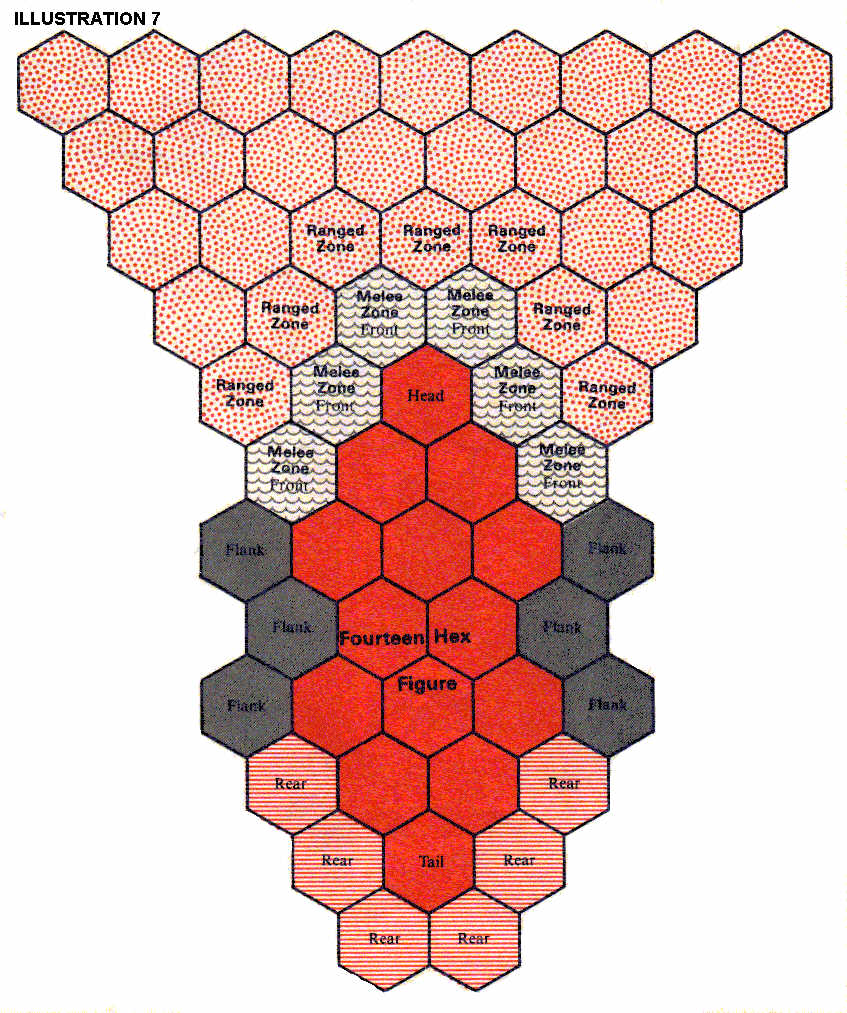 ILLUSTRATION 7
Ranged
Zone
Ranged
Zone
Ranged
Zone
Ranged
Zone
Melee
Zone
Front
Melee
Zone
Front
Ranged
Zone
Ranged
Zone
Melee
Zone
Front
Head
Melee
Zone
Front
Ranged
Zone
Melee
Zone
Front
Melee
Zone
Front
Flank
Flank
Flank
Fourteen Hex
Figure
Flank
Flank
Flank
Rear
Rear
Rear
Tail
Rear
Rear
Rear